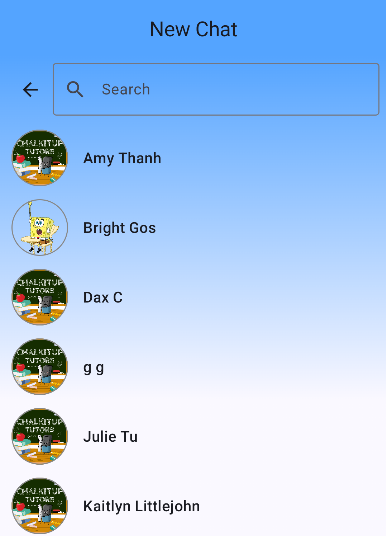 New Chat
Search
CHALKITUP
TUTORS
Amy Thanh
Bright Gos
CHALKITUP
TUTORS
Dax C
CHALKITUP
TUTORS
g g
CHALKITUP
TUTORS
Julie Tu
CHALKITUP
TUTORS
Kaitlyn Littlejohn